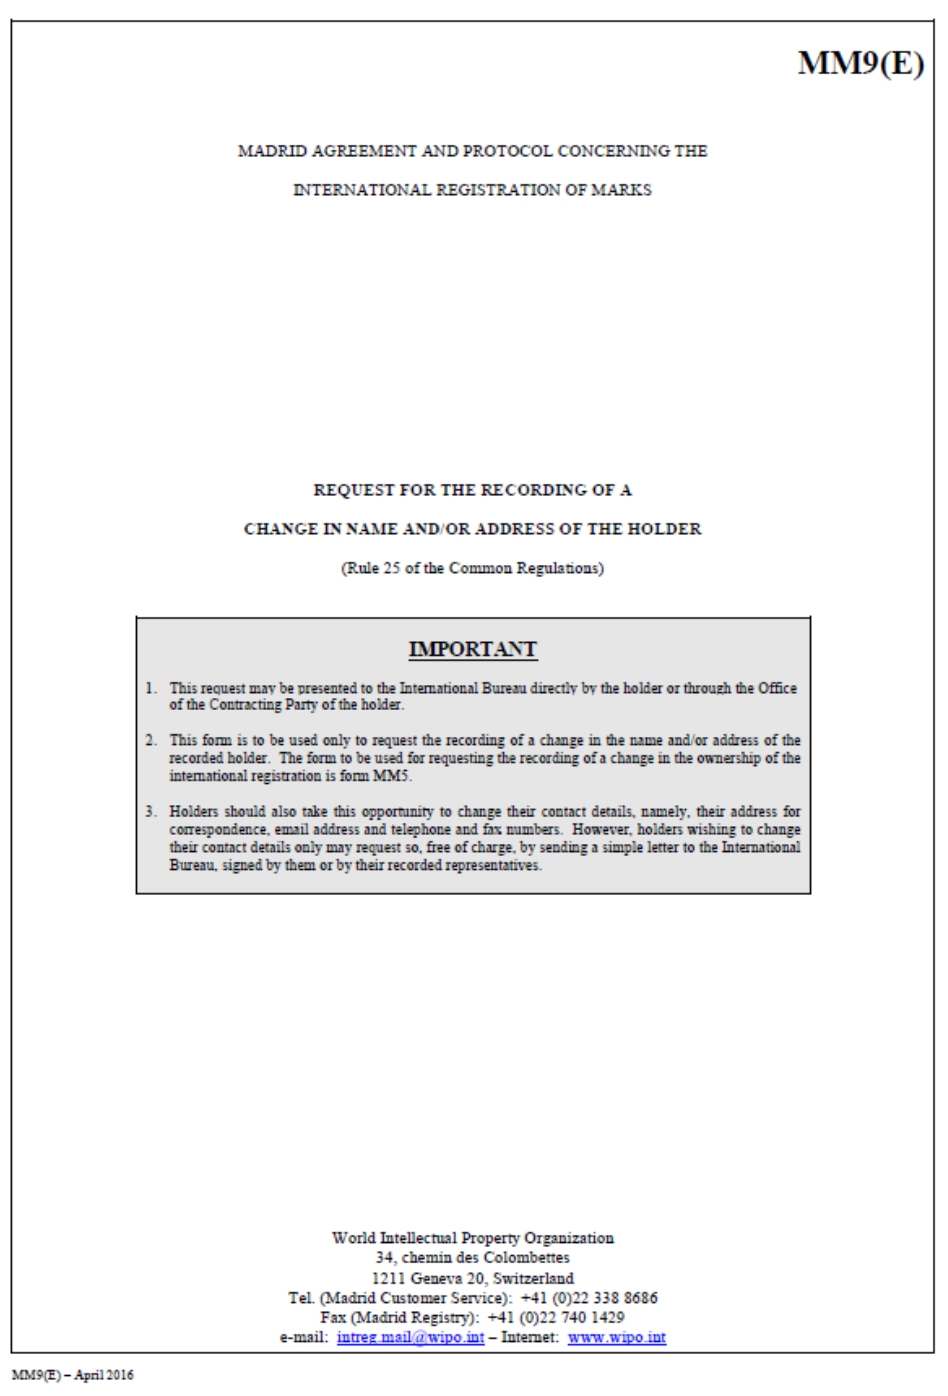 MM9(E)
MADRID AGREEMENT AND PROTOCOL CONCERNING THE
INTERNATIONAL REGISTRATION OF MARKS
REQUEST FOR THE RECORDING OF A
CHANGE IN NAME AND/OR ADDRESS OF THE HOLDER
(Rule 25 of the Common Regulations)
IMPORTANT
1. This request may be presented to the International Bureau directly by the holder or through the Office
of the Contracting Party of the holder.
2. This form is to be used only to request the recording of a change in the name and/or address of the
recorded holder. The form to be used for requesting the recording of a change in the ownership of the
international registration is form MM5.
3. Holders should also take this opportunity to change their contact details, namely, their address for
correspondence, email address and telephone and fax numbers. However, holders wishing to change
their contact details only may request so, free of charge, by sending a simple letter to the International
Bureau, signed by them or by their recorded representatives.
World Intellectual Property Organization
34, chemin des Colombettes
1211 Geneva 20, Switzerland
Tel. (Madrid Customer Service): +41 (0)22 338 8686
Fax (Madrid Registry): +41 (0)22 740 1429
e-mail: intreg.mail@wipo.int – Internet: www.wipo.int
MM9(E) – April 2016